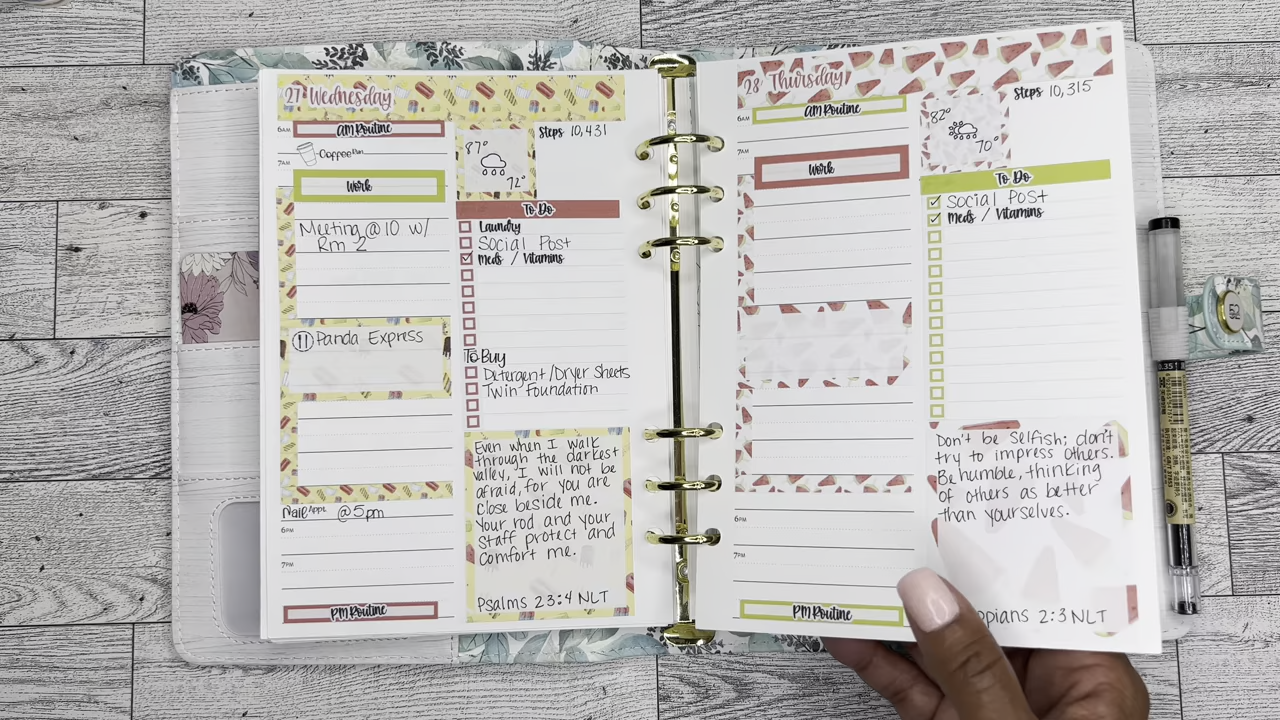 27 Wednesday
6AM
AM Routine
Coffee Run
7AM
Work
Meeting @ 10 w/
Rm 2
Panda Express
Nail Appt. @ 5pm
6PM
7PM
PM Routine
Steps 10,431
87°
72°
To Do
Laundry
Social Post
Meds / Vitamins
To Buy
Detergent/Dryer Sheets
Twin Foundation
Even when I walk
through the darkest
valley, I will not be
afraid, for you are
close beside me.
Your rod and your
staff protect and
comfort me.
Psalms 23:4 NLT
28 Thursday
AM Routine
6AM
7AM
Work
6PM
7PM
PM Routine
Steps 10,315
82°
70°
To Do
Social Post
Meds / Vitamins
Don't be selfish; don't
try to impress others.
Be humble, thinking
of others as better
than yourselves.
ppians 2:3 NLT
0.35